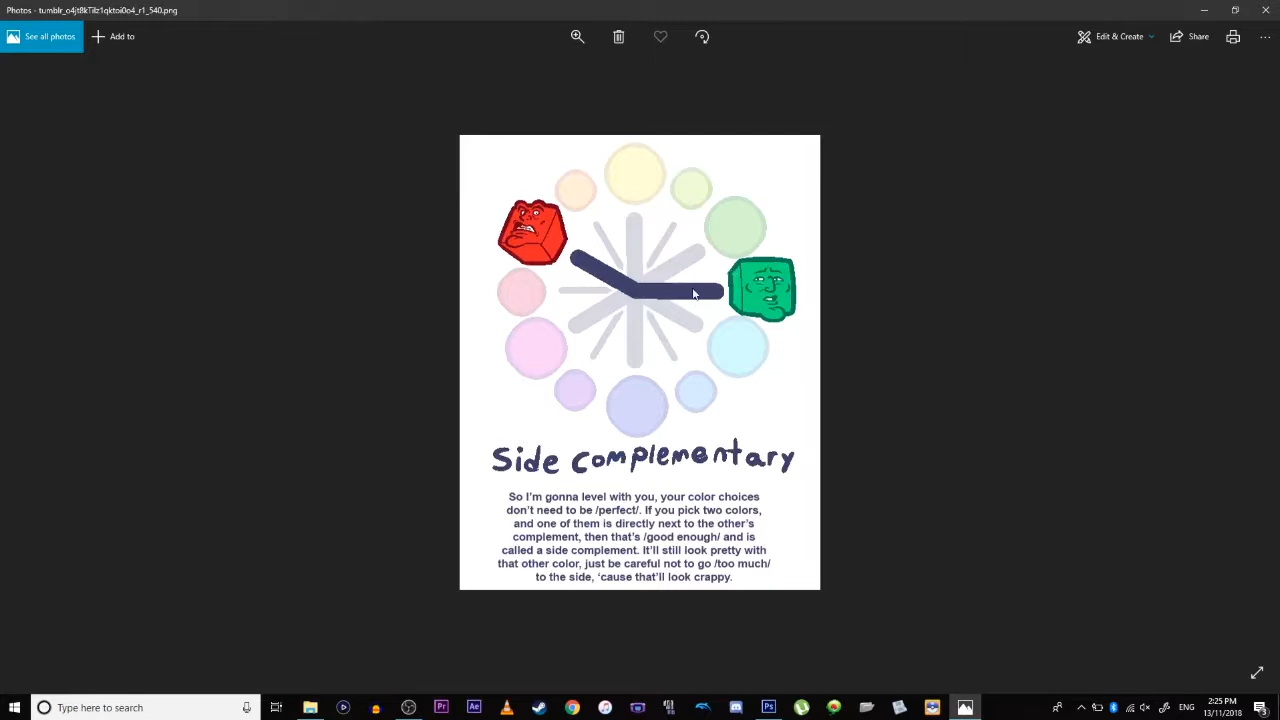 Photos - tumblr_o4jt8kTilz1qktoi0o4_r1_540.png
See all photos
Add to
Edit & Create
Share
Side complementary
So I'm gonna level with you, your color choices
don't need to be /perfect/. If you pick two colors,
and one of them is directly next to the other's
complement, then that's /good enough/ and is
called a side complement. It'll still look pretty with
that other color, just be careful not to go /too much/
to the side, ‘cause that'll look crappy.
Type here to search
Pr
Ae
Ps
ENG
2:25 PM
13/11/2018